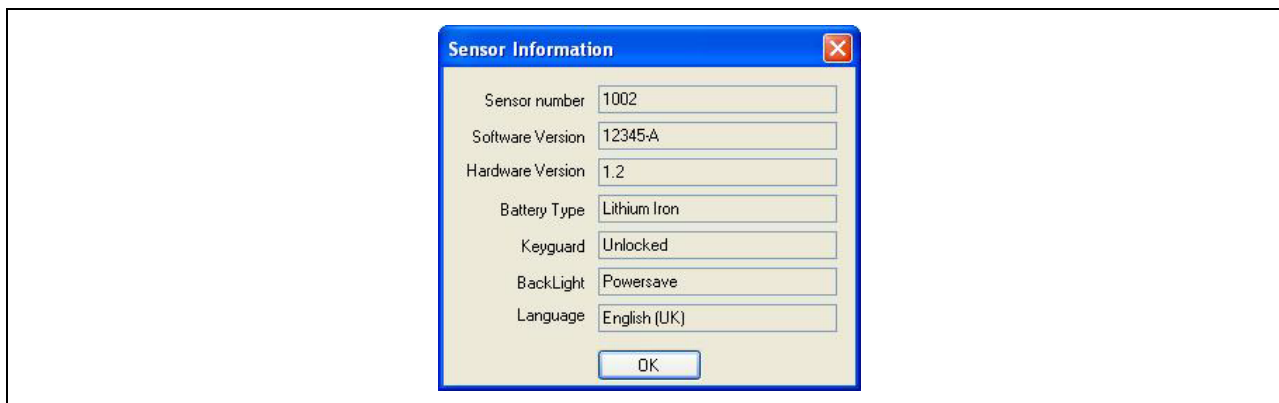 Sensor Information
Sensor number 1002
Software Version 12345-A
Hardware Version 1.2
Battery Type Lithium Iron
Keyguard Unlocked
BackLight Powersave
Language English (UK)
OK